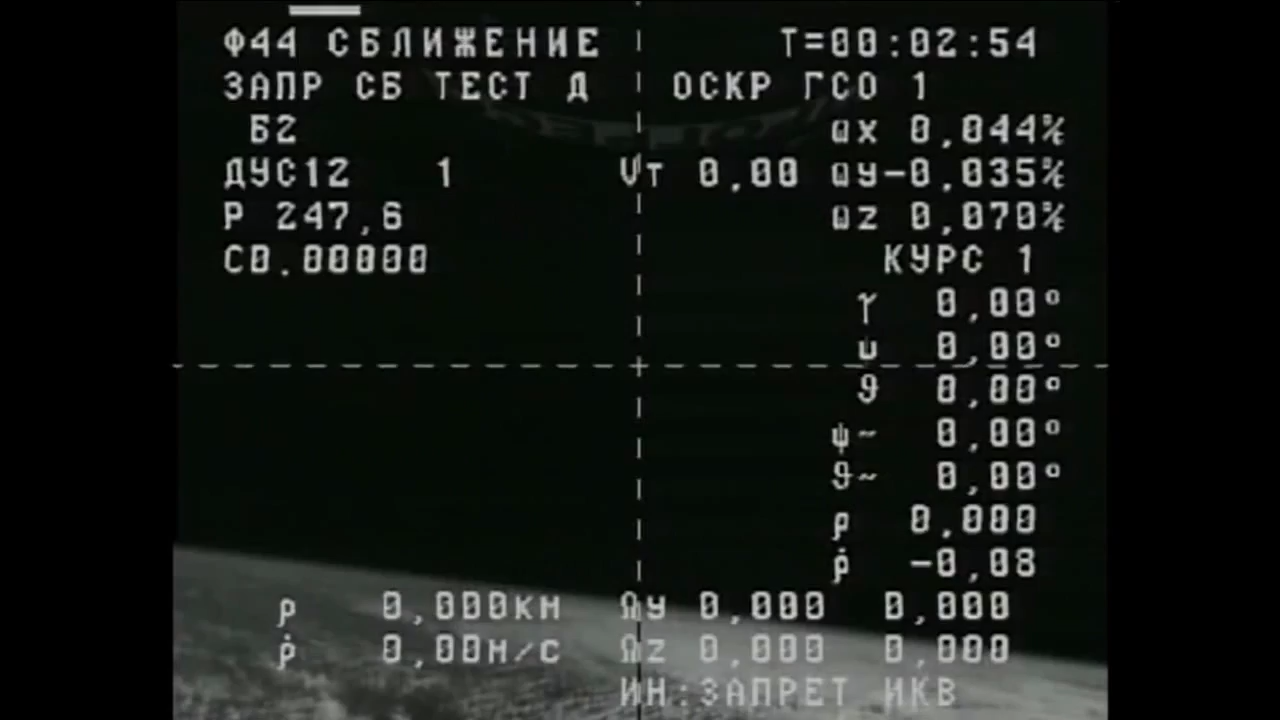 Ф44 СБЛИЖЕНИЕ T=00:02:54
ЗАПР СБ ТЕСТ Д ОСКР ГСО 1
Б2 ΩX 0,044%
ДУС12 1 VТ 0,00 ΩУ-0,035%
Р 247,6 ΩZ 0,070%
С0.00000 КУРС 1
γ 0,00°
υ 0,00°
ϑ 0,00°
ψ~ 0,00°
ϑ~ 0,00°
ρ 0,000
ρ̇ -0,08
ρ 0,000КМ ΩУ 0,000 0,000
ρ̇ 0,00М/С ΩZ 0,000 0,000
ИН:ЗАПРЕТ ИКВ